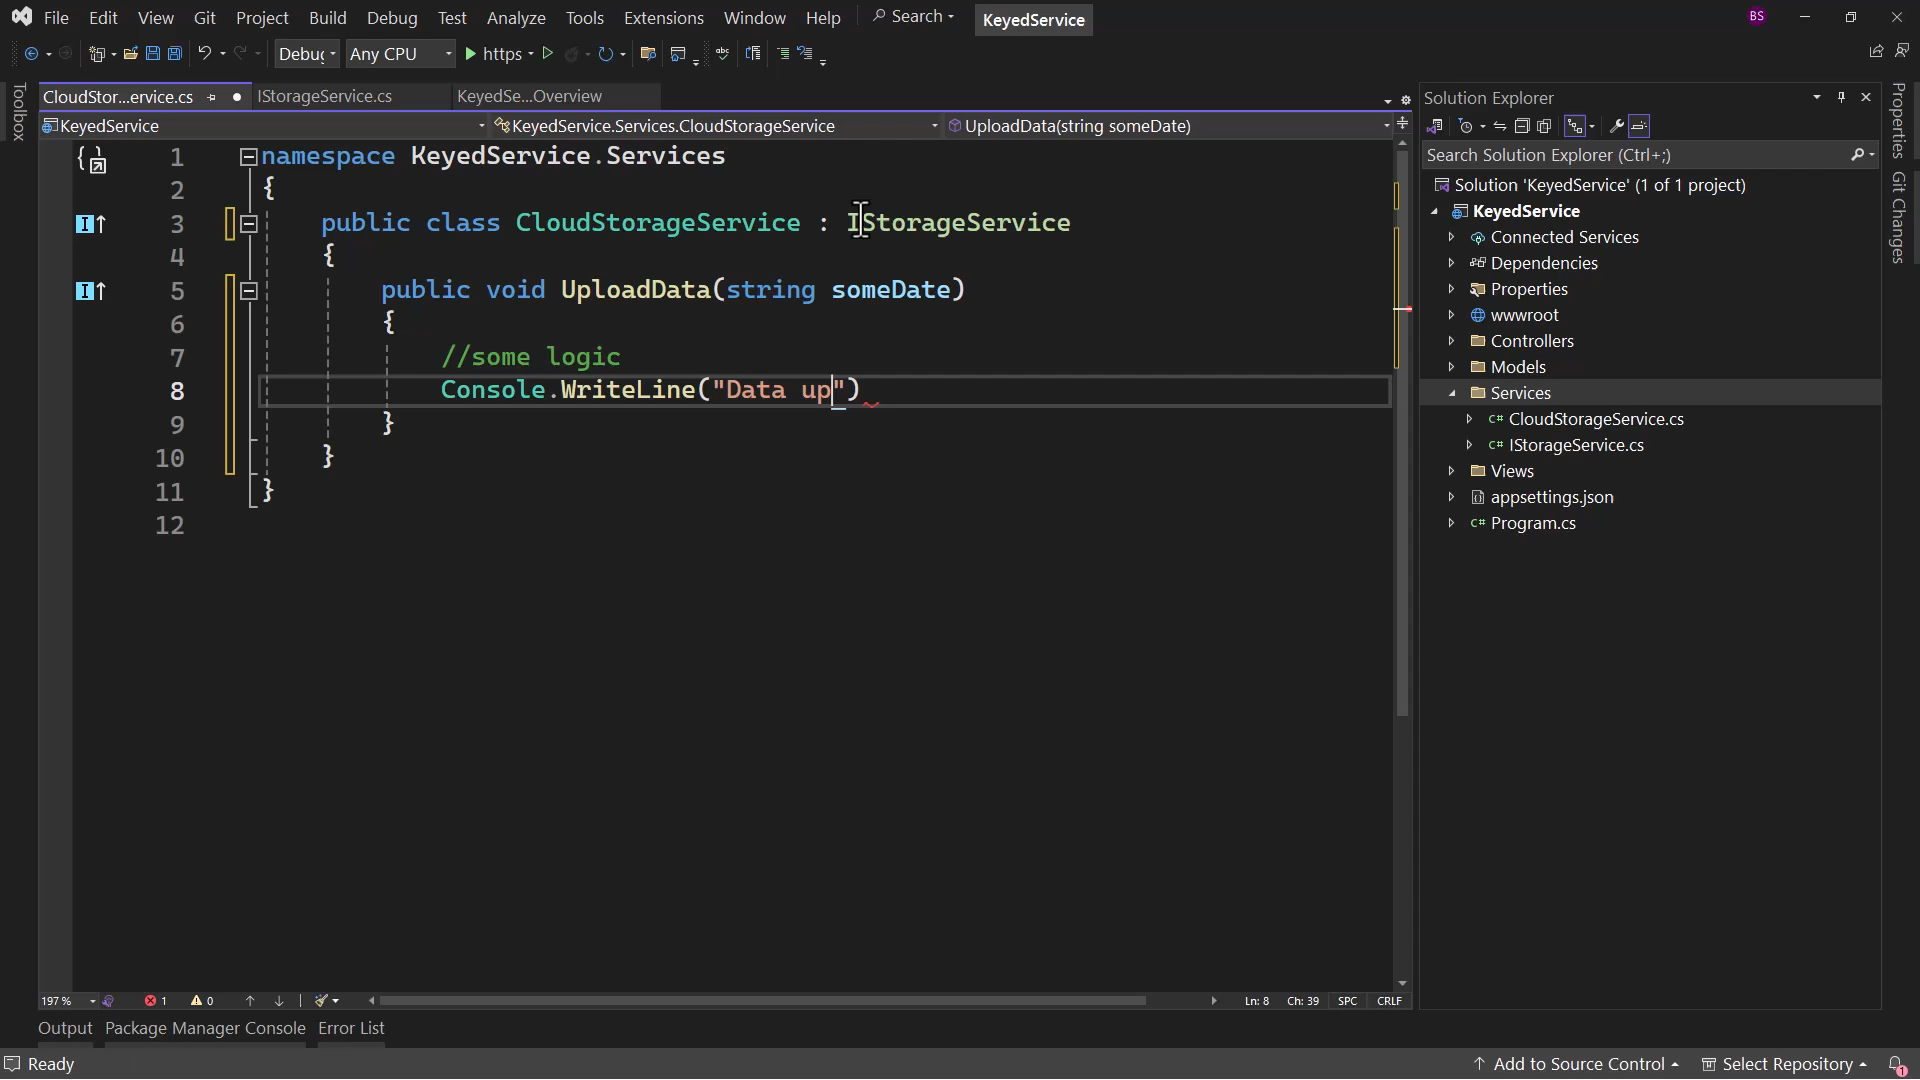 File Edit View Git Project Build Debug Test Analyze Tools Extensions Window Help Search KeyedService BS
Debug Any CPU https
Toolbox
CloudStor...ervice.cs IStorageService.cs KeyedSe...Overview
KeyedService KeyedService.Services.CloudStorageService UploadData(string someDate)
1 namespace KeyedService.Services
2 {
3 public class CloudStorageService : IStorageService
4 {
5 public void UploadData(string someDate)
6 {
7 //some logic
8 Console.WriteLine("Data up")
9 }
10 }
11 }
12
197 % 1 0 Ln: 8 Ch: 39 SPC CRLF
Output Package Manager Console Error List
Solution Explorer
Search Solution Explorer (Ctrl+;)
Solution 'KeyedService' (1 of 1 project)
KeyedService
Connected Services
Dependencies
Properties
wwwroot
Controllers
Models
Services
C# CloudStorageService.cs
C# IStorageService.cs
Views
appsettings.json
C# Program.cs
Properties
Git Changes
Ready Add to Source Control Select Repository 1